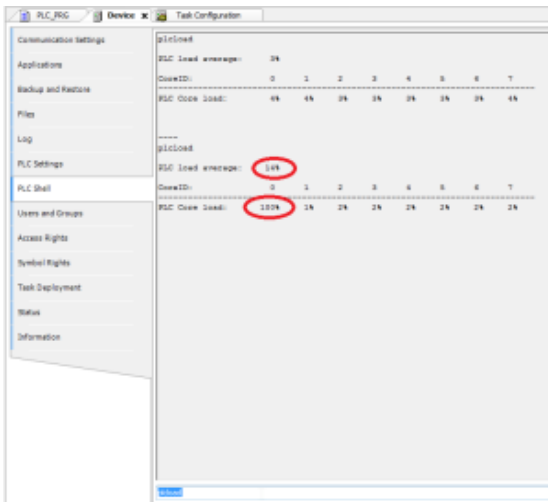 PLC_PRG Device x Task Configuration
Communication Settings
Applications
Backup and Restore
Files
Log
PLC Settings
PLC Shell
Users and Groups
Access Rights
Symbol Rights
Task Deployment
Status
Information
plcload
PLC load average: 3%
CoreID: 0 1 2 3 4 5 6 7
PLC Core load: 4% 4% 3% 3% 3% 3% 3% 4%
----
plcload
PLC load average: 14%
CoreID: 0 1 2 3 4 5 6 7
PLC Core load: 100% 1% 2% 2% 2% 2% 2% 2%